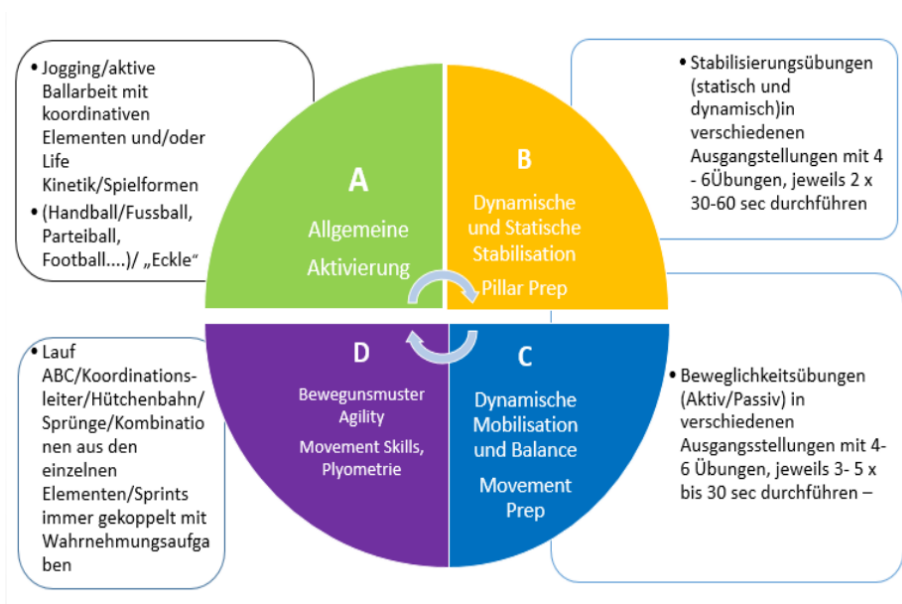 • Jogging/aktive
Ballarbeit mit
koordinativen
Elementen und/oder
Life
Kinetik/Spielformen
• (Handball/Fussball,
Parteiball,
Football....)/ „Eckle“
A
Allgemeine
Aktivierung
B
Dynamische
und Statische
Stabilisation
Pillar Prep
• Stabilisierungsübungen
(statisch und
dynamisch)in
verschiedenen
Ausgangstellungen mit 4
- 6Übungen, jeweils 2 x
30-60 sec durchführen
• Lauf
ABC/Koordinations-
leiter/Hütchenbahn/
Sprünge/Kombinatio
nen aus den
einzelnen
Elementen/Sprints
immer gekoppelt mit
Wahrnehmungsaufga
ben
D
Bewegunsmuster
Agility
Movement Skills,
Plyometrie
C
Dynamische
Mobilisation
und Balance
Movement
Prep
• Beweglichkeitsübungen
(Aktiv/Passiv) in
verschiedenen
Ausgangsstellungen mit 4-
6 Übungen, jeweils 3- 5 x
bis 30 sec durchführen –